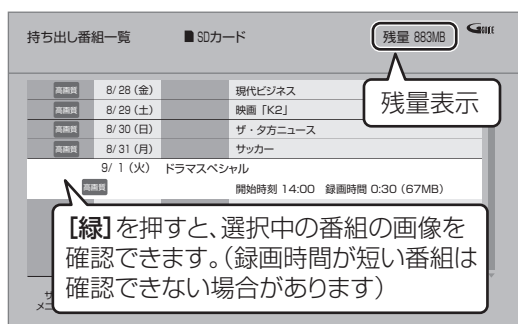 持ち出し番組一覧 ■SDカード 残量 883MB G GUIDE
残量表示
高画質 8/28(金) 現代ビジネス
高画質 8/29(土) 映画「K2」
高画質 8/30(日) ザ・夕方ニュース
高画質 8/31(月) サッカー
9/ 1(火) ドラマスペシャル
高画質 開始時刻 14:00 録画時間 0:30(67MB)
[緑]を押すと、選択中の番組の画像を
確認できます。(録画時間が短い番組は
確認できない場合があります)